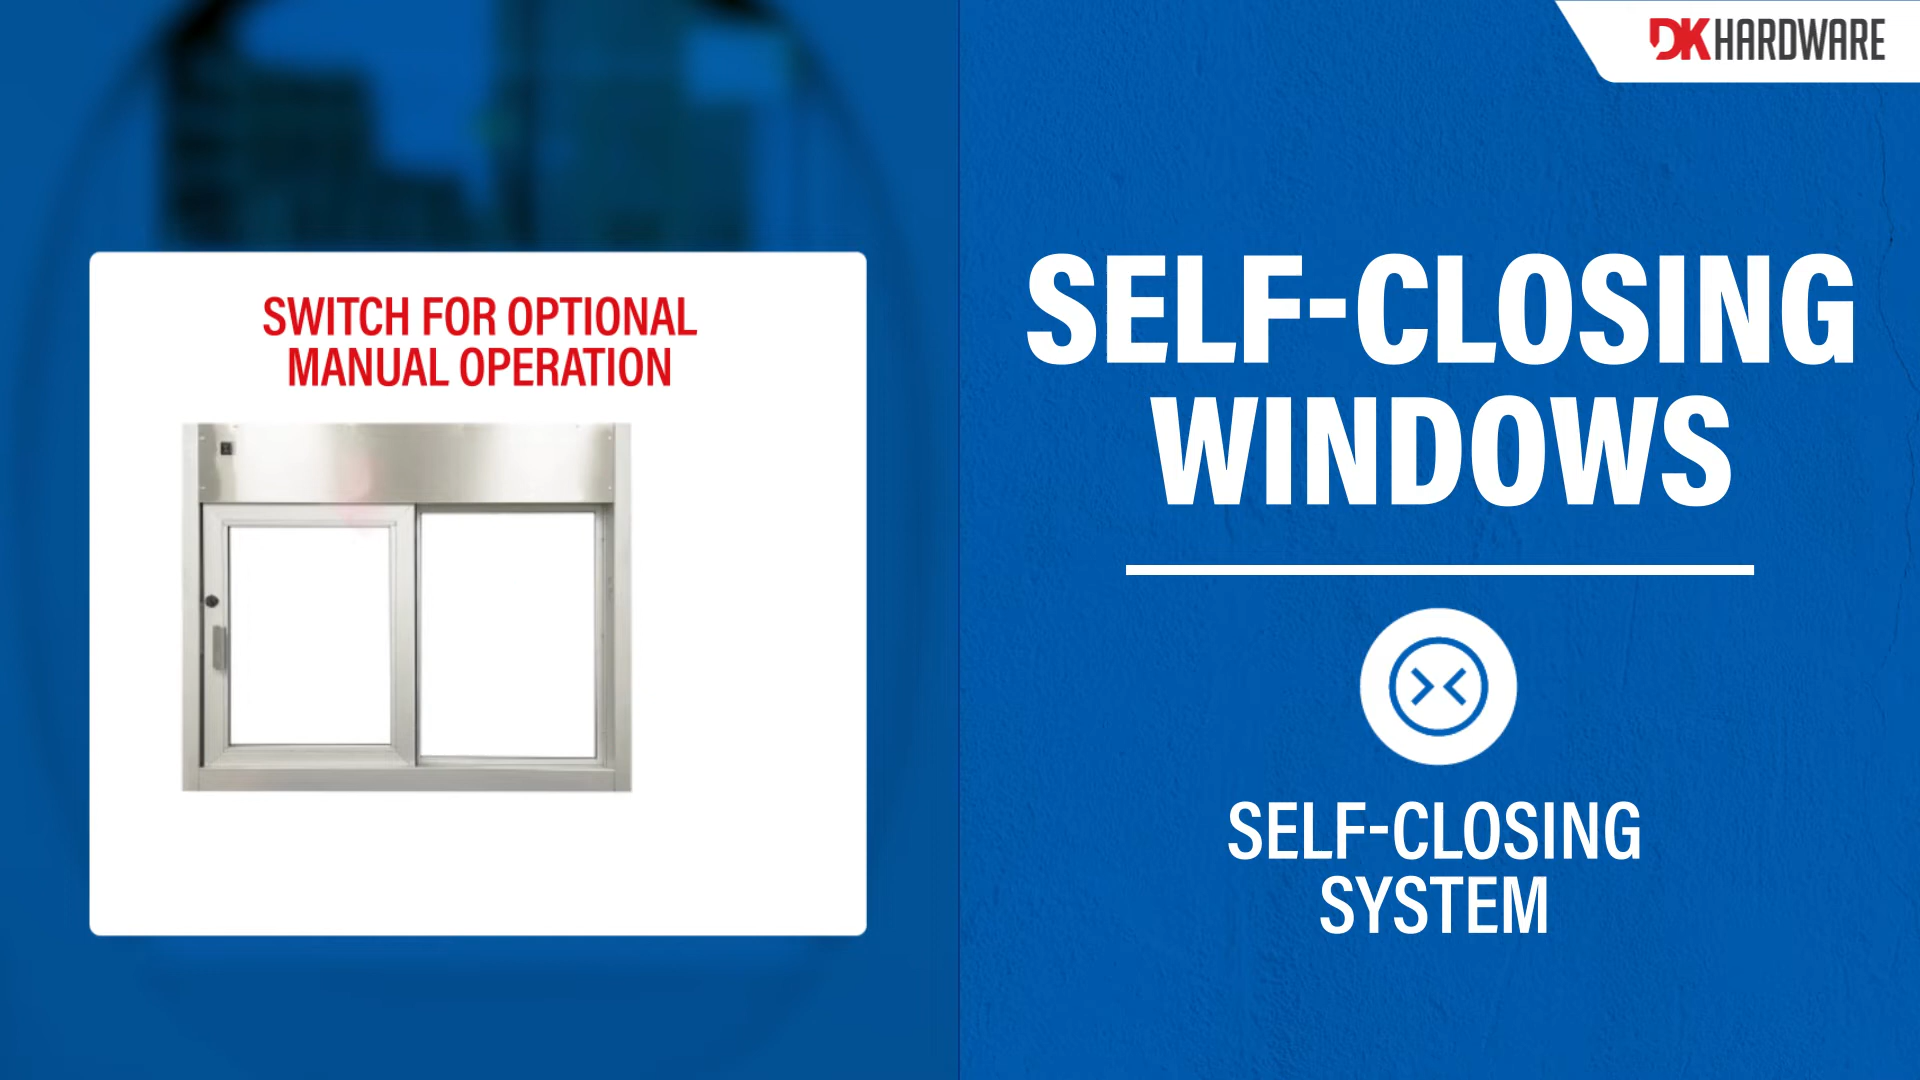 DK HARDWARE
SWITCH FOR OPTIONAL
MANUAL OPERATION
SELF-CLOSING
WINDOWS
SELF-CLOSING
SYSTEM